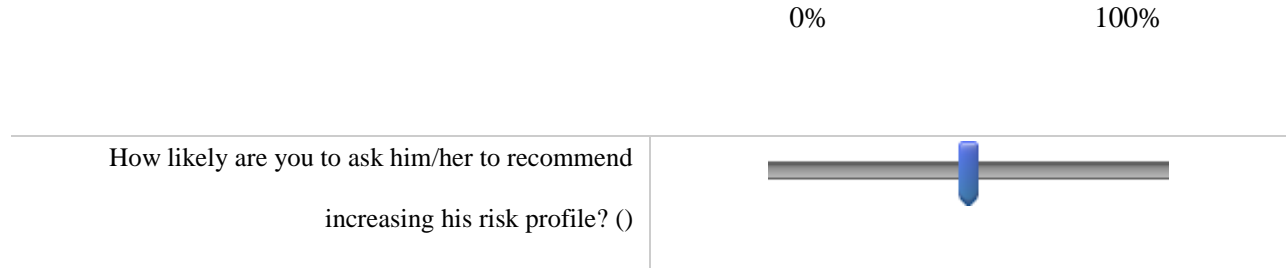 0% 100%
How likely are you to ask him/her to recommend
increasing his risk profile? ()